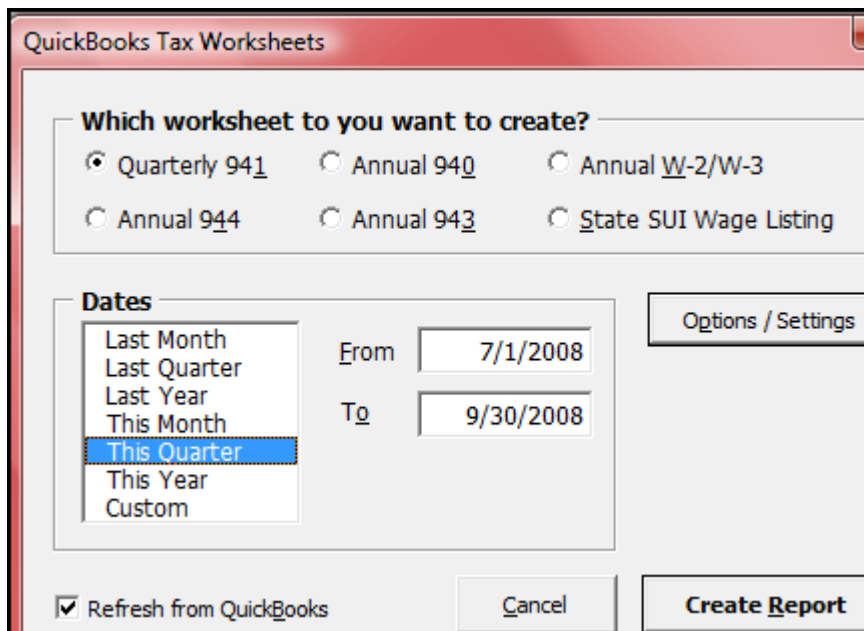 QuickBooks Tax Worksheets
Which worksheet to you want to create?
Quarterly 941 Annual 940 Annual W-2/W-3
Annual 944 Annual 943 State SUI Wage Listing
Dates
Options / Settings
Last Month
Last Quarter
Last Year
This Month
This Quarter
This Year
Custom
From 7/1/2008
To 9/30/2008
Refresh from QuickBooks Cancel Create Report